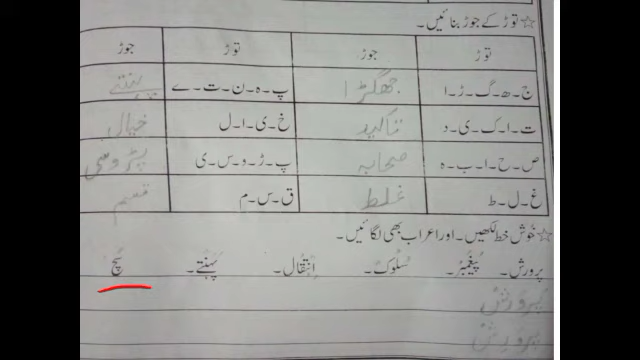 ☆ توڑ کے جوڑ بنائیں۔
توڑ جوڑ توڑ جوڑ
ج۔ھ۔گ۔ڑ۔ا جھگڑا پ۔ہ۔ن۔ت۔ے پہنتے
ت۔ا۔ک۔ی۔د تاکید خ۔ی۔ا۔ل خیال
ص۔ح۔ا۔ب۔ہ صحابہ پ۔ڑ۔و۔س۔ی پڑوسی
غ۔ل۔ط غلط ق۔س۔م قسم
☆ خوش خط لکھیں۔ اور اعراب بھی لگائیں۔
پرورش۔ پیغمبر۔ سلوک۔ انتقال۔ پہنتے۔
پرورش
پرورش